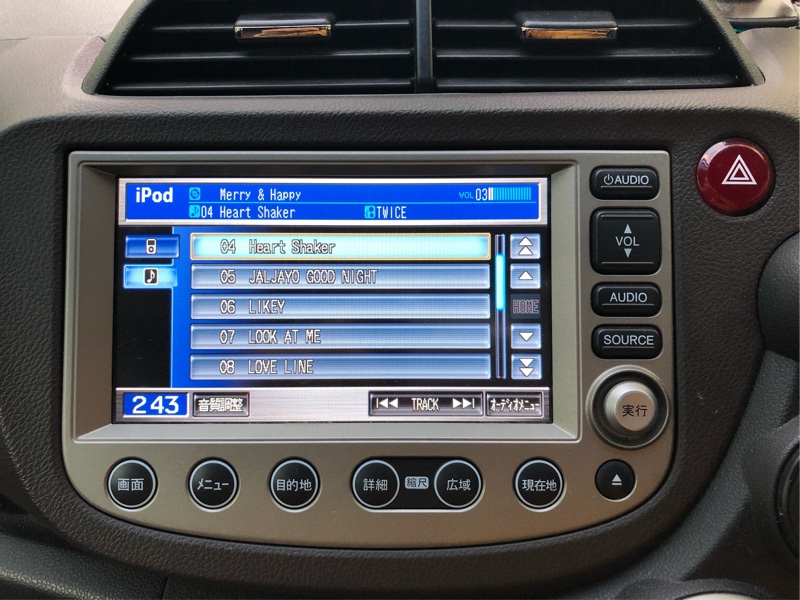 iPod Merry & Happy VOL 03
04 Heart Shaker TWICE
04 Heart Shaker
05 JALJAYO GOOD NIGHT
06 LIKEY
HOME
07 LOOK AT ME
08 LOVE LINE
2:43 音質調整 TRACK オーディオメニュー
AUDIO
VOL
AUDIO
SOURCE
実行
画面 メニュー 目的地 詳細 縮尺 広域 現在地